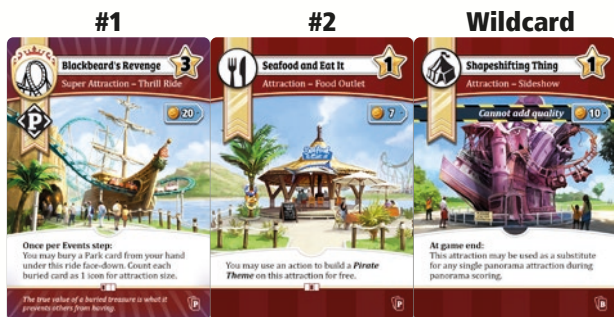 #1
#2
Wildcard
Blackbeard's Revenge
3
Super Attraction – Thrill Ride
P
20
Once per Events step:
You may bury a Park card from your hand
under this ride face-down. Count each
buried card as 1 icon for attraction size.
The true value of a buried treasure is what it
prevents others from having.
P
Seafood and Eat It
1
Attraction – Food Outlet
7
You may use an action to build a Pirate
Theme on this attraction for free.
P
Shapeshifting Thing
1
Attraction – Sideshow
Cannot add quality
10
At game end:
This attraction may be used as a substitute
for any single panorama attraction during
panorama scoring.
B